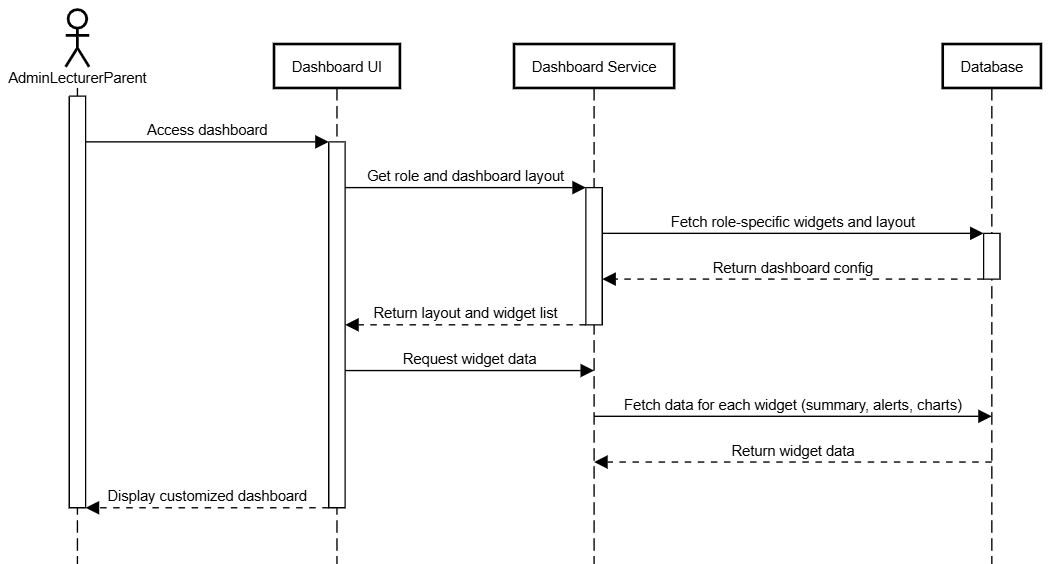 AdminLecturerParent
Dashboard UI
Dashboard Service
Database
Access dashboard
Get role and dashboard layout
Fetch role-specific widgets and layout
Return dashboard config
Return layout and widget list
Request widget data
Fetch data for each widget (summary, alerts, charts)
Return widget data
Display customized dashboard